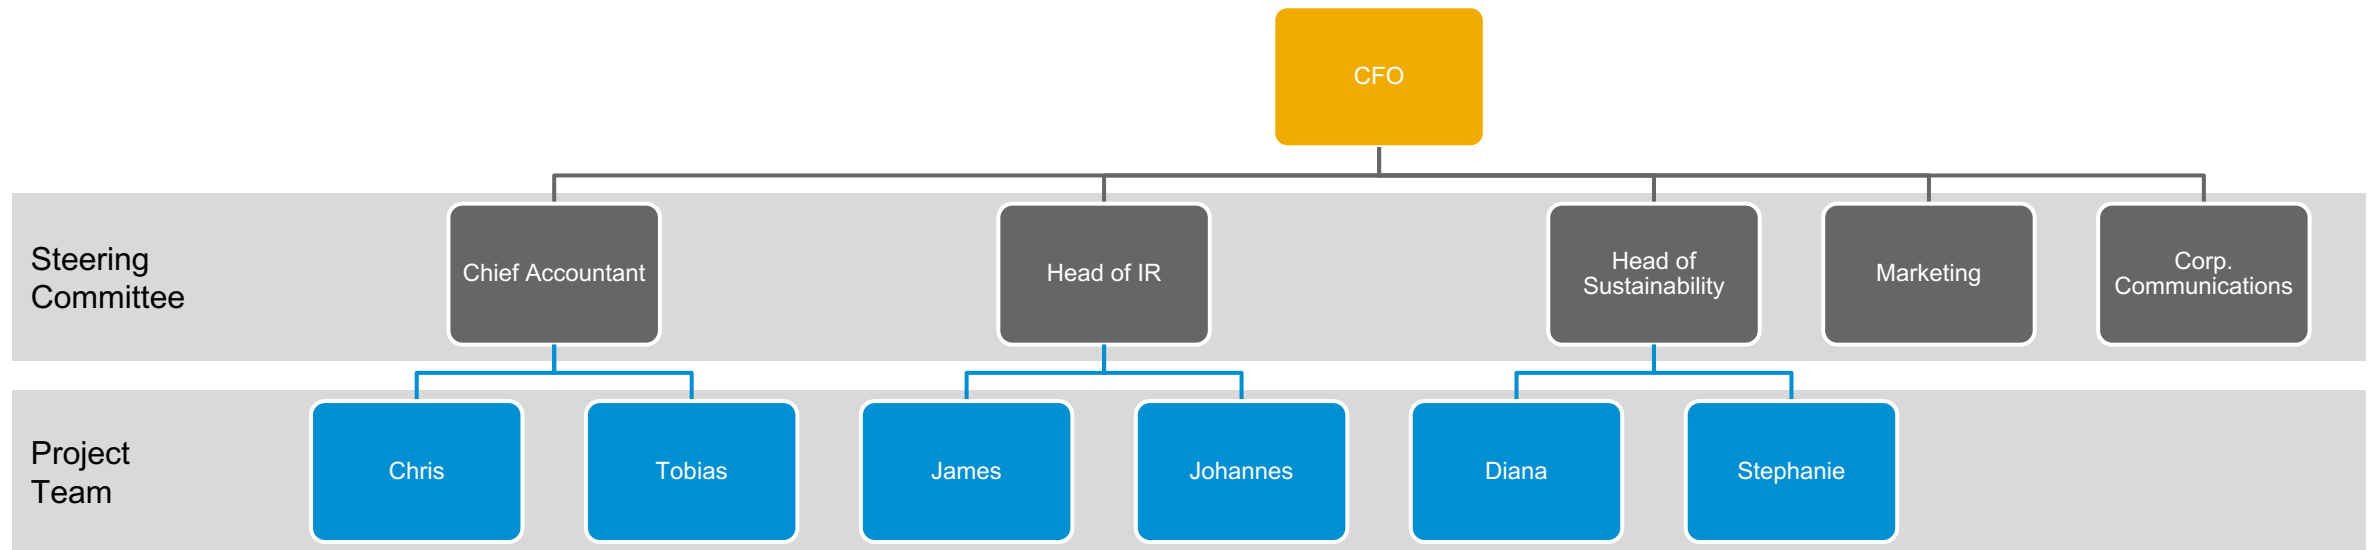 CFO
Steering
Committee
Chief Accountant
Head of IR
Head of
Sustainability
Marketing
Corp.
Communications
Project
Team
Chris
Tobias
James
Johannes
Diana
Stephanie